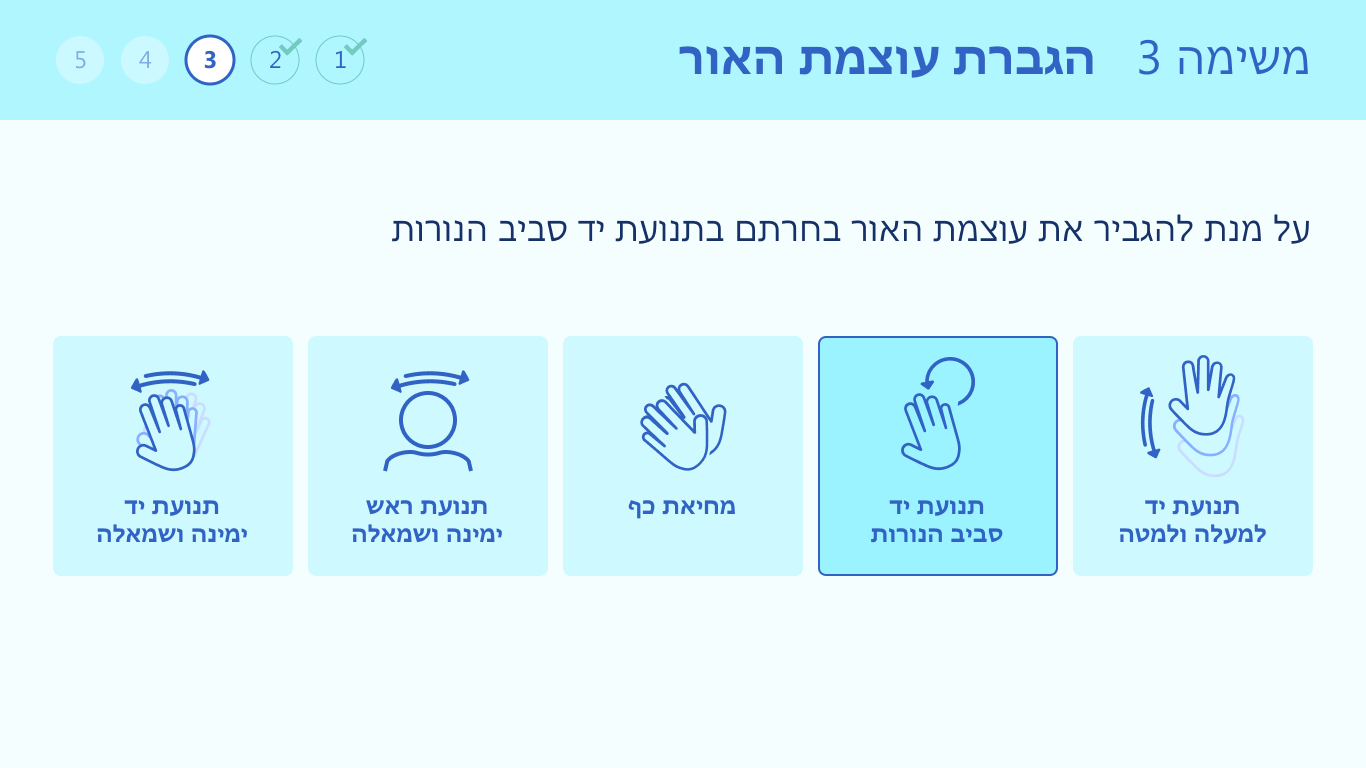 משימה 3 הגברת עוצמת האור
1 2 3 4 5
על מנת להגביר את עוצמת האור בחרתם בתנועת יד סביב הנורות
תנועת יד
למעלה ולמטה
תנועת יד
סביב הנורות
מחיאת כף
תנועת ראש
ימינה ושמאלה
תנועת יד
ימינה ושמאלה